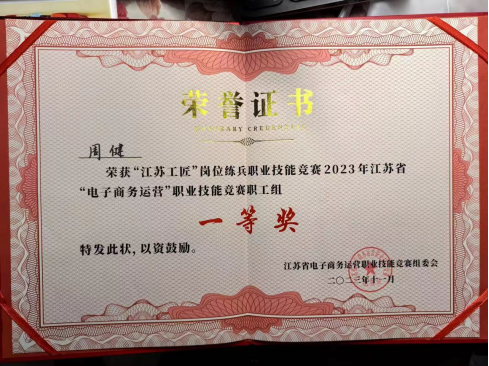 荣誉证书
HONORARY CREDENTIAL
周健
荣获“江苏工匠”岗位练兵职业技能竞赛2023年江苏省
“电子商务运营”职业技能竞赛职工组
一等奖
特发此状，以资鼓励。
江苏省电子商务运营职业技能竞赛组委会
二〇二三年十一月